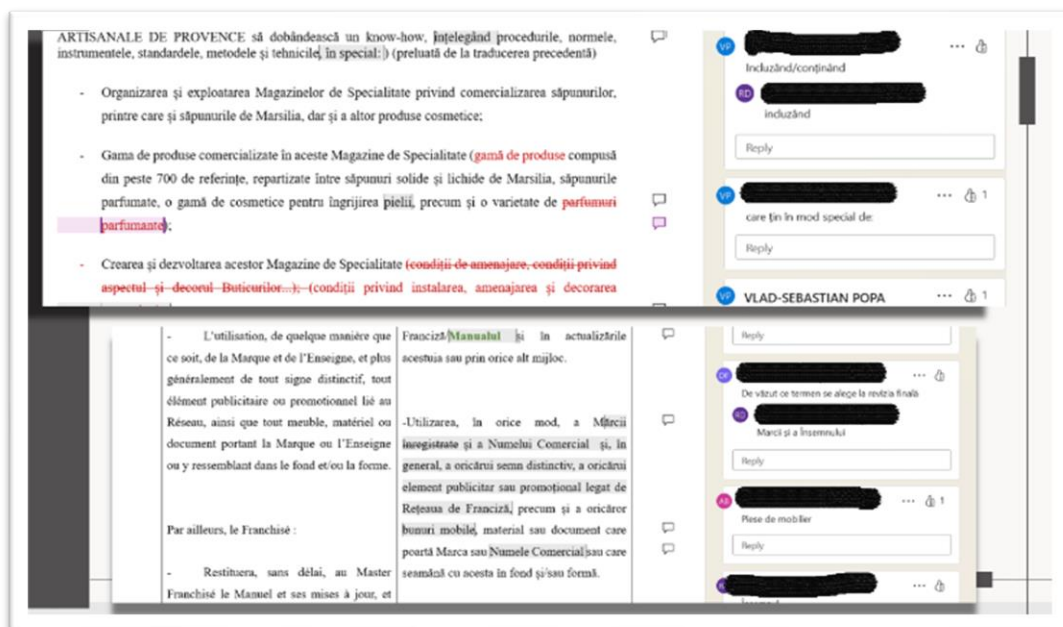 ARTISANALE DE PROVENCE să dobândească un know-how, înțelegând procedurile, normele,
instrumentele, standardele, metodele și tehnicile, în special: ) (preluată de la traducerea precedentă)
- Organizarea și exploatarea Magazinelor de Specialitate privind comercializarea săpunurilor,
printre care și săpunurile de Marsilia, dar și a altor produse cosmetice;
- Gama de produse comercializate în aceste Magazine de Specialitate (gamă de produse compusă
din peste 700 de referințe, repartizate între săpunuri solide și lichide de Marsilia, săpunurile
parfumate, o gamă de cosmetice pentru îngrijirea pielii, precum și o varietate de parfumuri
parfumante);
- Crearea și dezvoltarea acestor Magazine de Specialitate (condiții de amenajare, condiții privind
aspectul și decorul Buticurilor...); (condiții privind instalarea, amenajarea și decorarea
VP
Induzând/conținând
RD
induzând
Reply
VP
1
care țin în mod special de:
Reply
VP
VLAD-SEBASTIAN POPA
1
- L'utilisation, de quelque manière que
ce soit, de la Marque et de l'Enseigne, et plus
généralement de tout signe distinctif, tout
élément publicitaire ou promotionnel lié au
Réseau, ainsi que tout meuble, matériel ou
document portant la Marque ou l'Enseigne
ou y ressemblant dans le fond et/ou la forme.
Par ailleurs, le Franchisé :
- Restituera, sans délai, au Master
Franchisé le Manuel et ses mises à jour, et
Franciză/Manualul și în actualizările
acestuia sau prin orice alt mijloc.
-Utilizarea, în orice mod, a Mărcii
înregistrate și a Numelui Comercial și, în
general, a oricărui semn distinctiv, a oricărui
element publicitar sau promoțional legat de
Rețeaua de Franciză, precum și a oricăror
bunuri mobile, material sau document care
poartă Marca sau Numele Comercial sau care
seamănă cu acesta în fond și/sau formă.
Reply
De văzut ce termen se alege la revizia finală
RD
Marcii și a Însemnului
Reply
AB
1
Piese de mobilier
Reply